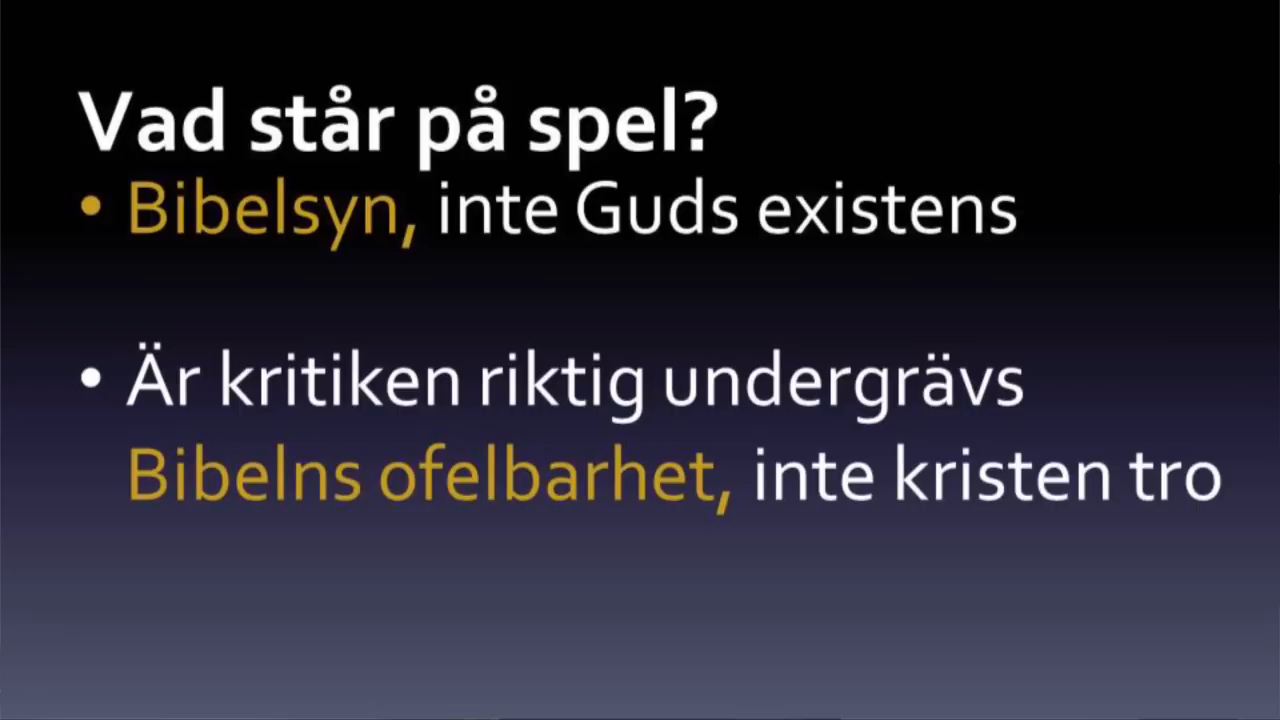 Vad står på spel?
• Bibelsyn, inte Guds existens
• Är kritiken riktig undergrävs
Bibelns ofelbarhet, inte kristen tro